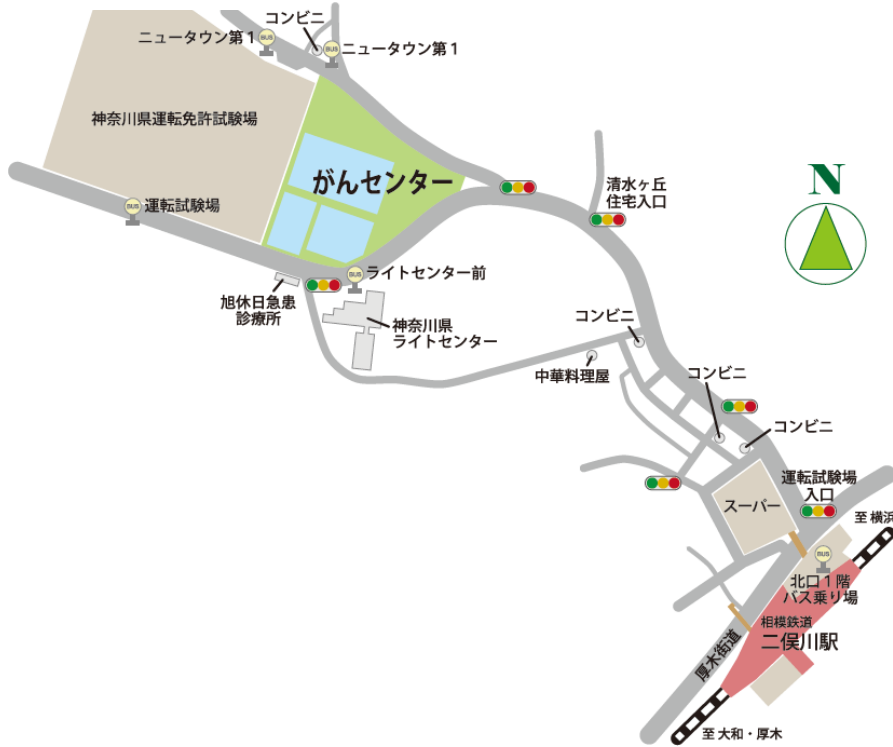 コンビニ
ニュータウン第1
BUS
BUS
ニュータウン第1
神奈川県運転免許試験場
がんセンター
清水ヶ丘
住宅入口
N
BUS
運転試験場
BUS
ライトセンター前
旭休日急患
診療所
神奈川県
ライトセンター
コンビニ
中華料理屋
コンビニ
コンビニ
運転試験場
入口
スーパー
至 横浜
BUS
北口1階
バス乗り場
相模鉄道
二俣川駅
厚木街道
至 大和・厚木